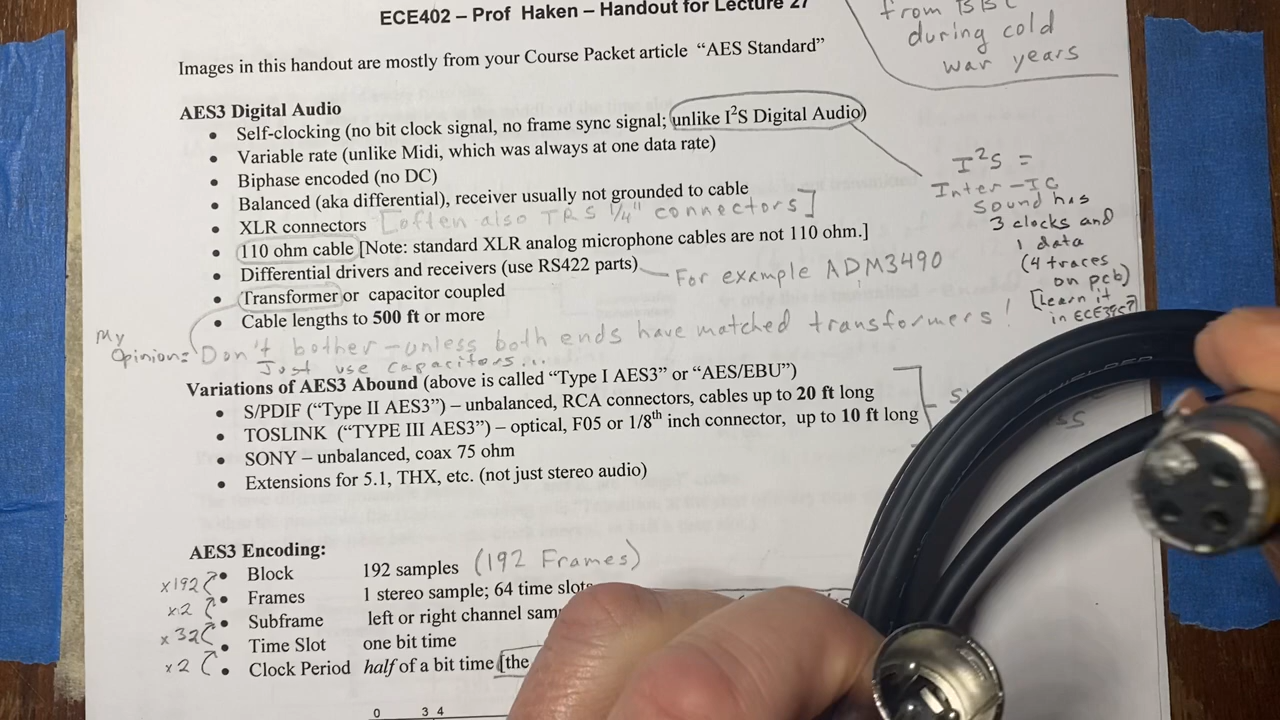 ECE402 – Prof Haken – Handout for Lecture 27
from BBC
during cold
war years
Images in this handout are mostly from your Course Packet article “AES Standard”
AES3 Digital Audio
• Self-clocking (no bit clock signal, no frame sync signal; unlike I²S Digital Audio)
• Variable rate (unlike Midi, which was always at one data rate)
• Biphase encoded (no DC)
• Balanced (aka differential), receiver usually not grounded to cable
• XLR connectors [often also TRS 1/4" connectors]
• 110 ohm cable [Note: standard XLR analog microphone cables are not 110 ohm.]
• Differential drivers and receivers (use RS422 parts) — For example ADM3490
• Transformer or capacitor coupled
• Cable lengths to 500 ft or more
I²S =
Inter-IC
sound has
3 clocks and
1 data
(4 traces
on pcb)
[Learn it
in ECE395?
My
Opinion: Don't bother – unless both ends have matched transformers!
Just use capacitors...
Variations of AES3 Abound (above is called “Type I AES3” or “AES/EBU”)
• S/PDIF (“Type II AES3”) – unbalanced, RCA connectors, cables up to 20 ft long
• TOSLINK (“TYPE III AES3”) – optical, F05 or 1/8th inch connector, up to 10 ft long
• SONY – unbalanced, coax 75 ohm
• Extensions for 5.1, THX, etc. (not just stereo audio)
AES3 Encoding:
• Block 192 samples (192 Frames)
x192
• Frames 1 stereo sample; 64 time slots
x2
• Subframe left or right channel sam
x32
• Time Slot one bit time
x2
• Clock Period half of a bit time [the
0 3 4